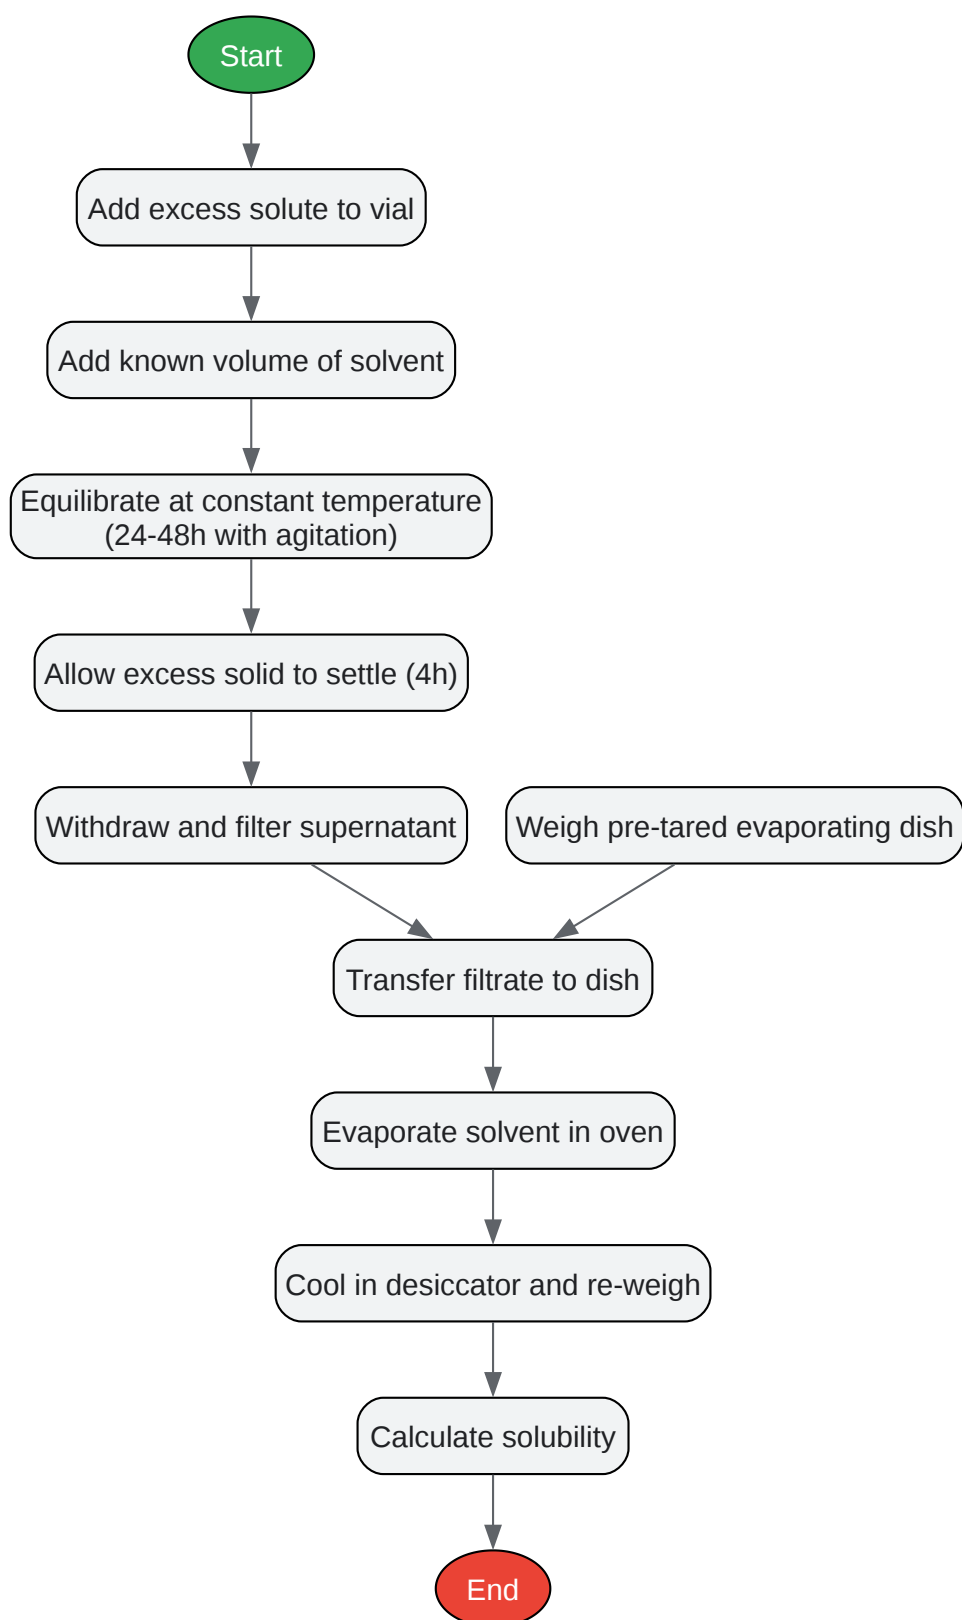 Start
Add excess solute to vial
Add known volume of solvent
Equilibrate at constant temperature
(24-48h with agitation)
Allow excess solid to settle (4h)
Withdraw and filter supernatant
Weigh pre-tared evaporating dish
Transfer filtrate to dish
Evaporate solvent in oven
Cool in desiccator and re-weigh
Calculate solubility
End